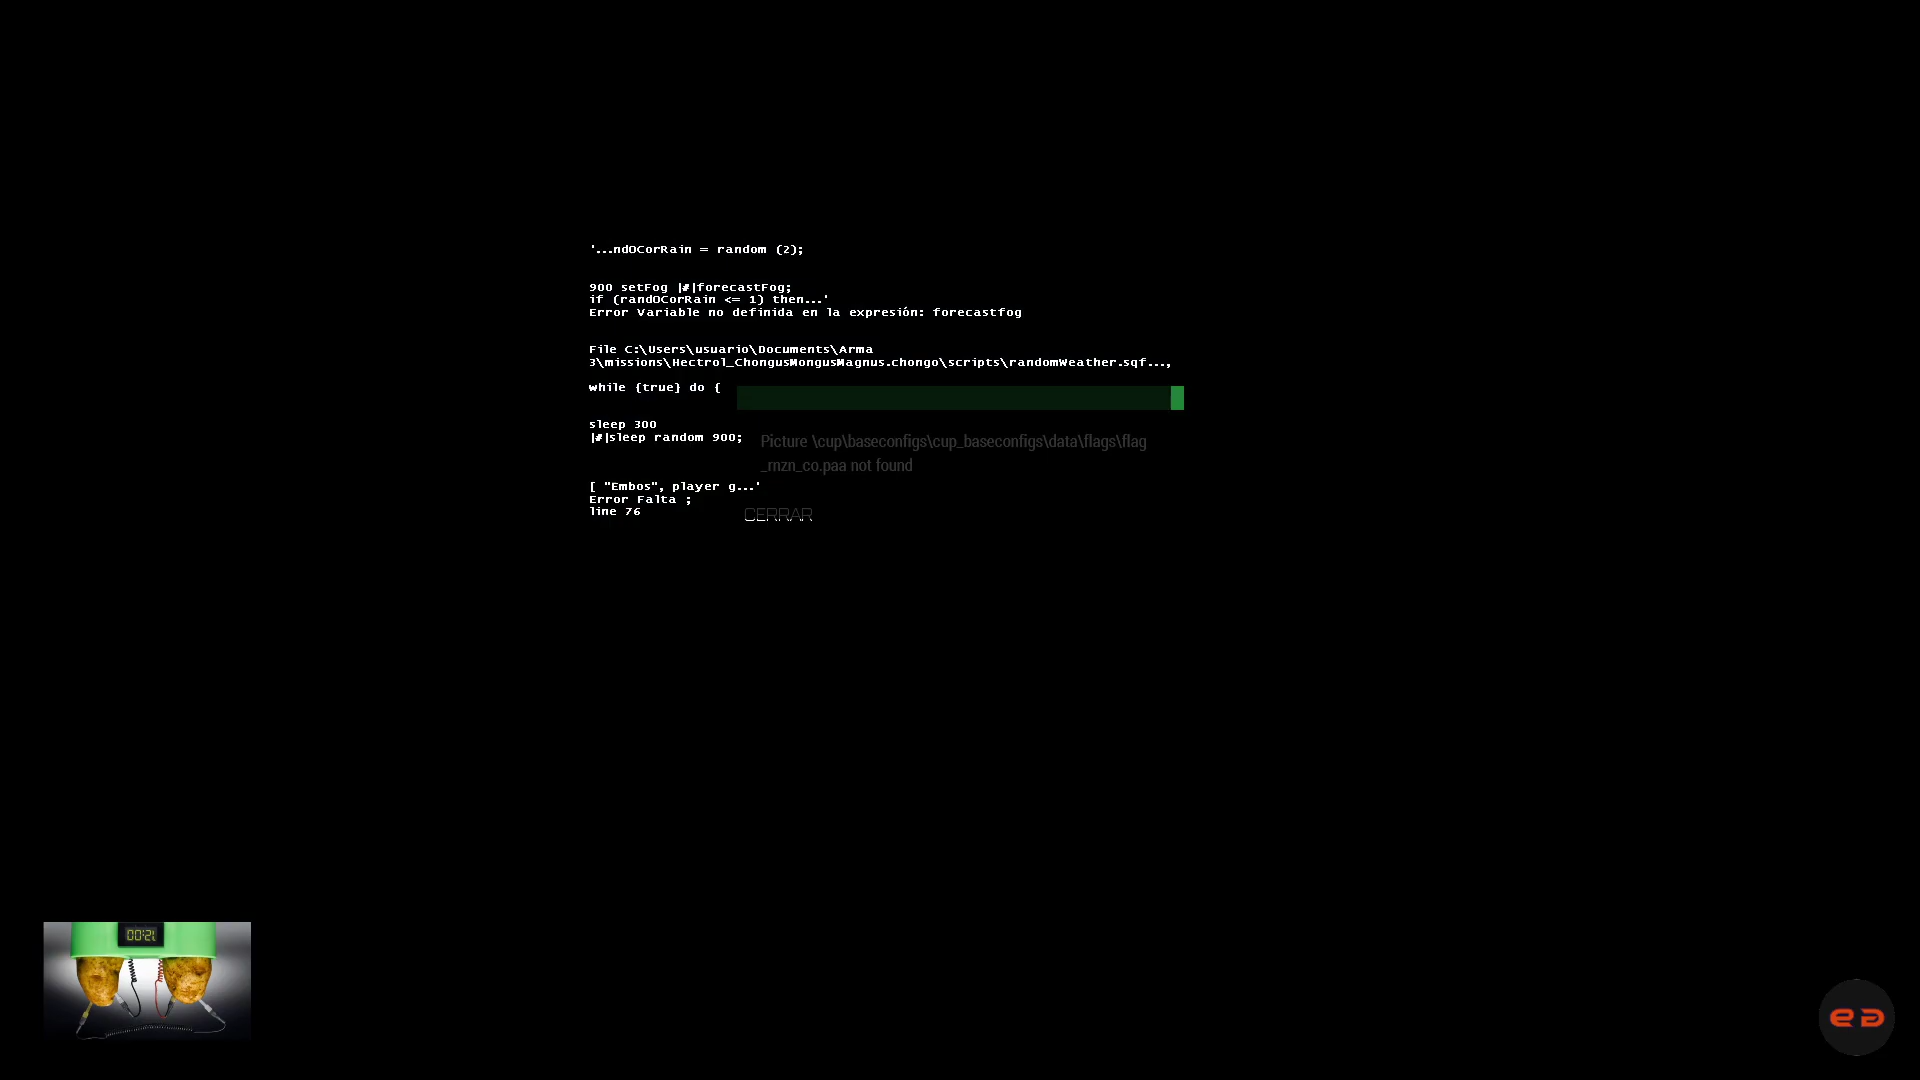 '...ndOCorRain = random (2);
900 setFog |#|forecastFog;
if (randOCorRain <= 1) then...'
Error Variable no definida en la expresión: forecastfog
File C:\Users\usuario\Documents\Arma
3\missions\Hectrol_ChongusMongusMagnus.chongo\scripts\randomWeather.sqf...,
while {true} do {
sleep 300
|#|sleep random 900;
Picture \cup\baseconfigs\cup_baseconfigs\data\flags\flag
_rnzn_co.paa not found
[ "Embos", player g...'
Error Falta ;
line 76
CERRAR
00:21